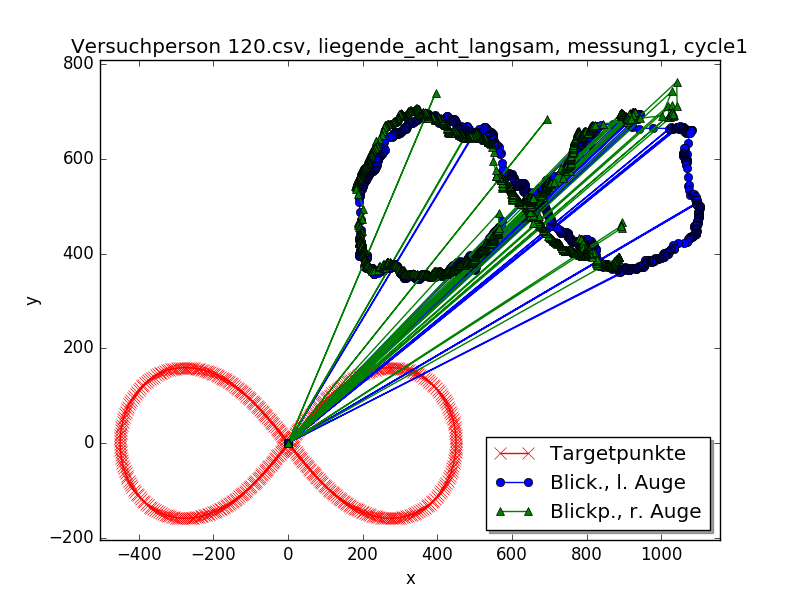 Versuchperson 120.csv, liegende_acht_langsam, messung1, cycle1
800
600
400
200
0
−200
y
−400
−200
0
200
400
600
800
1000
x
Targetpunkte
Blick., l. Auge
Blickp., r. Auge